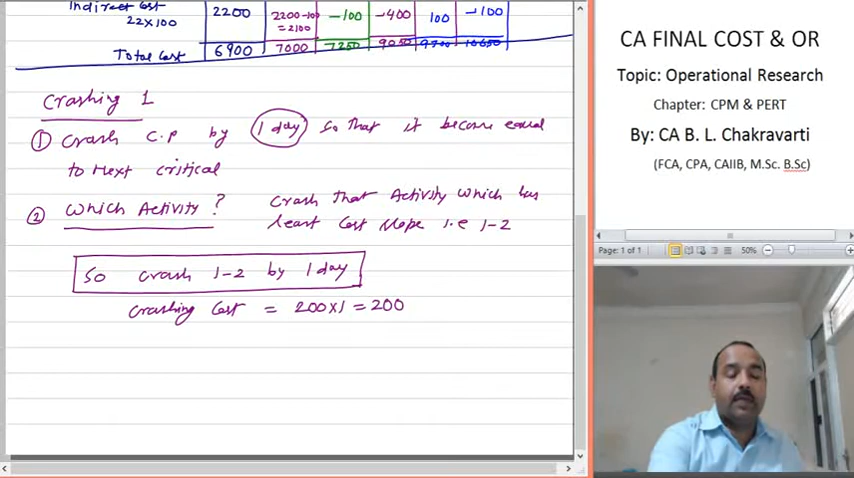 Indirect Cost 2200 2200-100 -100 -400 100 -100
22X100 =2100
Total Cost 6900 7000 7250 9050 9700 10650
Crashing 1
① Crash C.P by 1 day so that it become equal
to next critical
② Which Activity? Crash that Activity which has
least Cost slope i.e 1-2
So crash 1-2 by 1 day
Crashing Cost = 200X1 = 200
CA FINAL COST & OR
Topic: Operational Research
Chapter: CPM & PERT
By: CA B. L. Chakravarti
(FCA, CPA, CAIIB, M.Sc. B.Sc)
Page: 1 of 1 50%